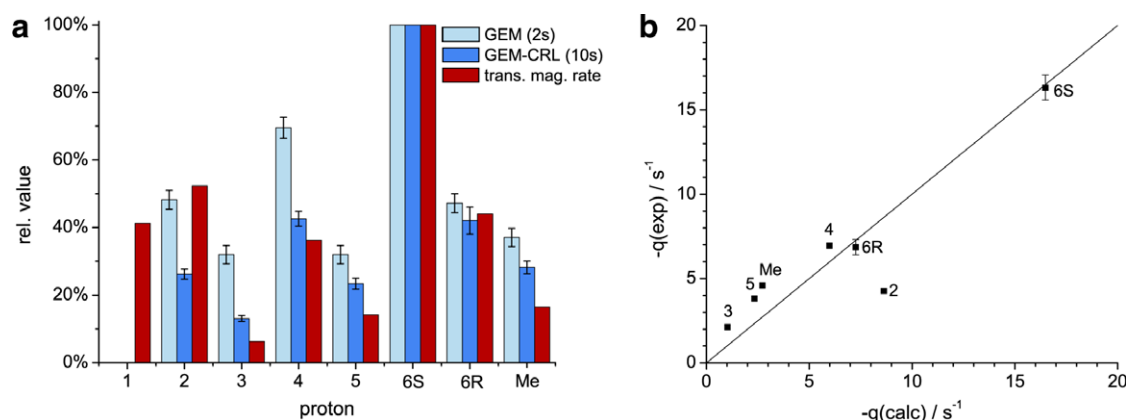 a
100%
80%
60%
40%
20%
0%
rel. value
GEM (2s)
GEM-CRL (10s)
trans. mag. rate
1 2 3 4 5 6S 6R Me
proton
b
20
15
10
5
0
-q(exp) / s⁻¹
6S
4
6R
Me
5
2
3
0 5 10 15 20
-q(calc) / s⁻¹